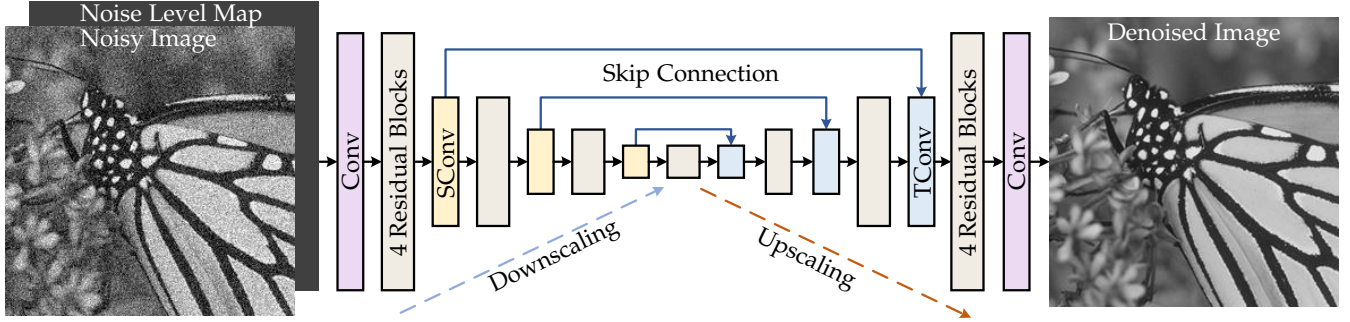 Noise Level Map
Noisy Image
Conv
4 Residual Blocks
SConv
Skip Connection
Downscaling
Upscaling
TConv
4 Residual Blocks
Conv
Denoised Image